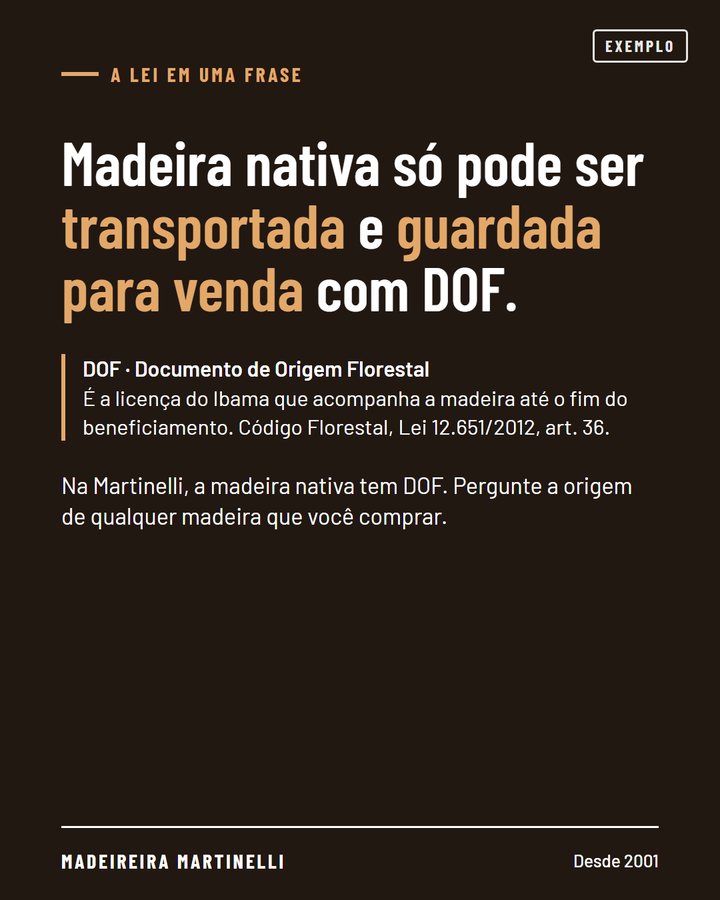 EXEMPLO
A LEI EM UMA FRASE
Madeira nativa só pode ser
transportada e guardada
para venda com DOF.
DOF · Documento de Origem Florestal
É a licença do Ibama que acompanha a madeira até o fim do
beneficiamento. Código Florestal, Lei 12.651/2012, art. 36.
Na Martinelli, a madeira nativa tem DOF. Pergunte a origem
de qualquer madeira que você comprar.
MADEIREIRA MARTINELLI
Desde 2001